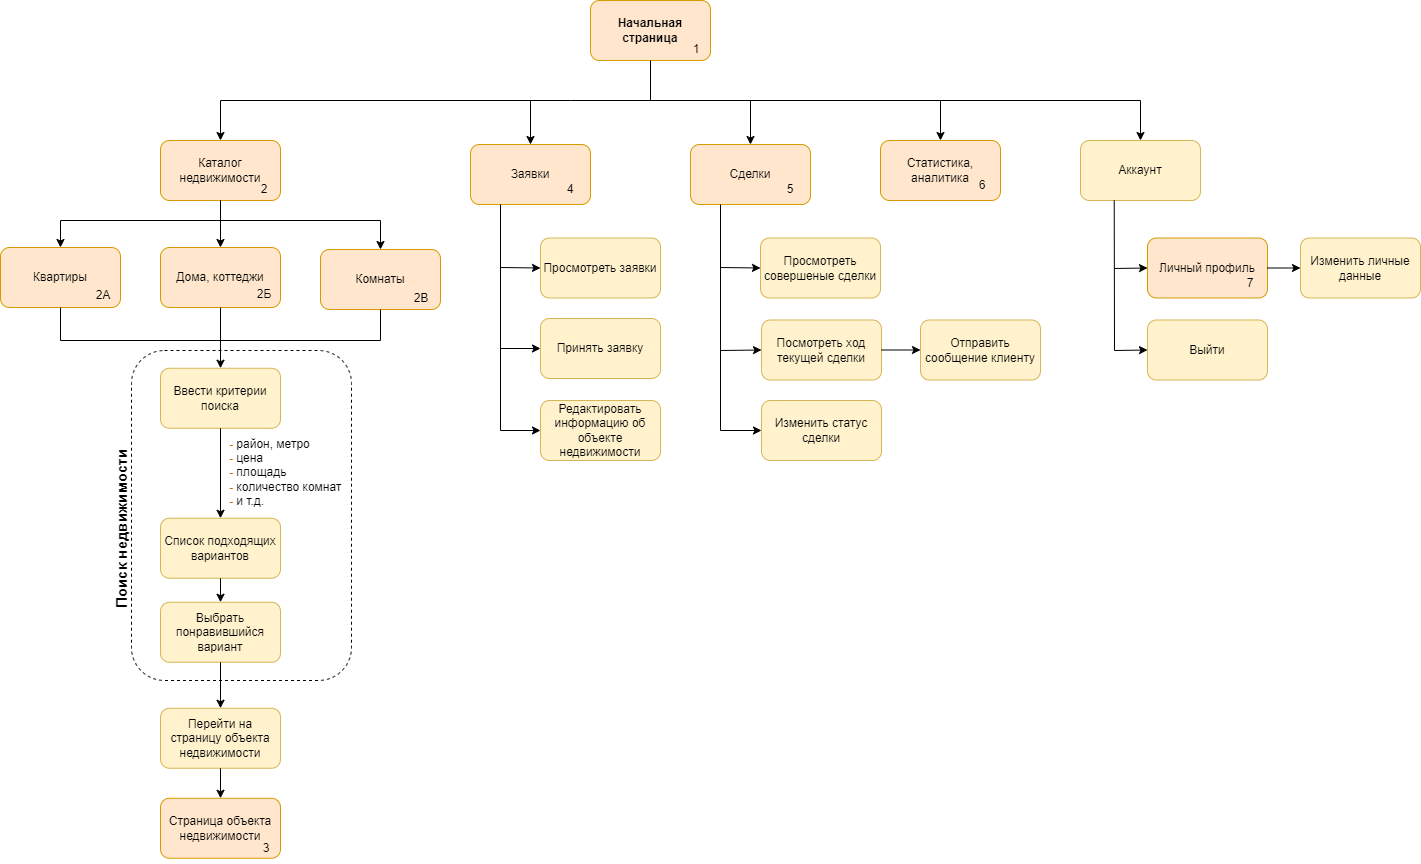 Начальная
страница
1
Каталог
недвижимости
2
Заявки
4
Сделки
5
Статистика,
аналитика
6
Аккаунт
Квартиры
2А
Дома, коттеджи
2Б
Комнаты
2В
Просмотреть заявки
Принять заявку
Редактировать
информацию об
объекте
недвижимости
Просмотреть
совершеные сделки
Посмотреть ход
текущей сделки
Отправить
сообщение клиенту
Изменить статус
сделки
Личный профиль
7
Изменить личные
данные
Выйти
Поиск недвижимости
Ввести критерии
поиска
- район, метро
- цена
- площадь
- количество комнат
- и т.д.
Список подходящих
вариантов
Выбрать
понравившийся
вариант
Перейти на
страницу объекта
недвижимости
Страница объекта
недвижимости
3